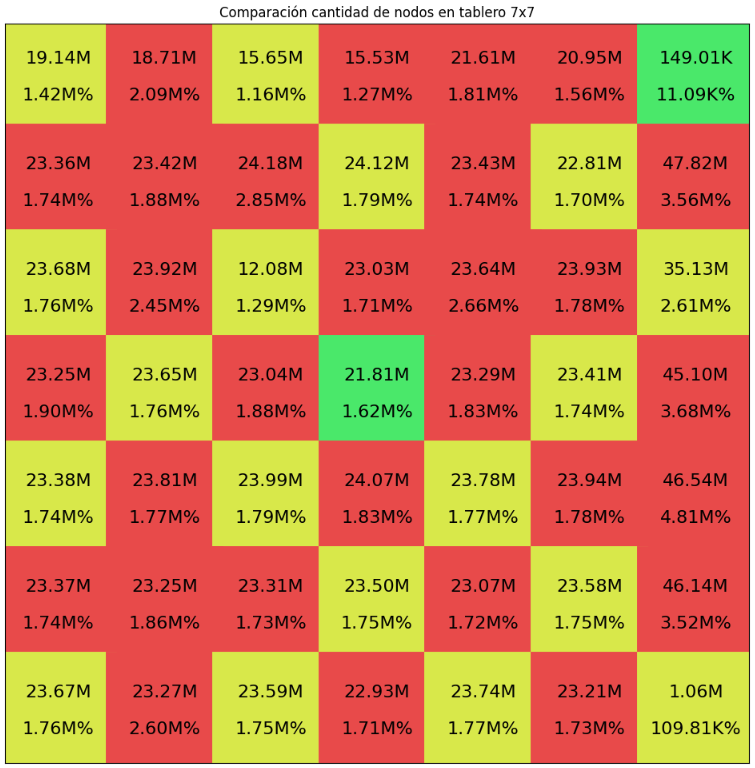 Comparación cantidad de nodos en tablero 7x7
19.14M 18.71M 15.65M 15.53M 21.61M 20.95M 149.01K
1.42M% 2.09M% 1.16M% 1.27M% 1.81M% 1.56M% 11.09K%
23.36M 23.42M 24.18M 24.12M 23.43M 22.81M 47.82M
1.74M% 1.88M% 2.85M% 1.79M% 1.74M% 1.70M% 3.56M%
23.68M 23.92M 12.08M 23.03M 23.64M 23.93M 35.13M
1.76M% 2.45M% 1.29M% 1.71M% 2.66M% 1.78M% 2.61M%
23.25M 23.65M 23.04M 21.81M 23.29M 23.41M 45.10M
1.90M% 1.76M% 1.88M% 1.62M% 1.83M% 1.74M% 3.68M%
23.38M 23.81M 23.99M 24.07M 23.78M 23.94M 46.54M
1.74M% 1.77M% 1.79M% 1.83M% 1.77M% 1.78M% 4.81M%
23.37M 23.25M 23.31M 23.50M 23.07M 23.58M 46.14M
1.74M% 1.86M% 1.73M% 1.75M% 1.72M% 1.75M% 3.52M%
23.67M 23.27M 23.59M 22.93M 23.74M 23.21M 1.06M
1.76M% 2.60M% 1.75M% 1.71M% 1.77M% 1.73M% 109.81K%